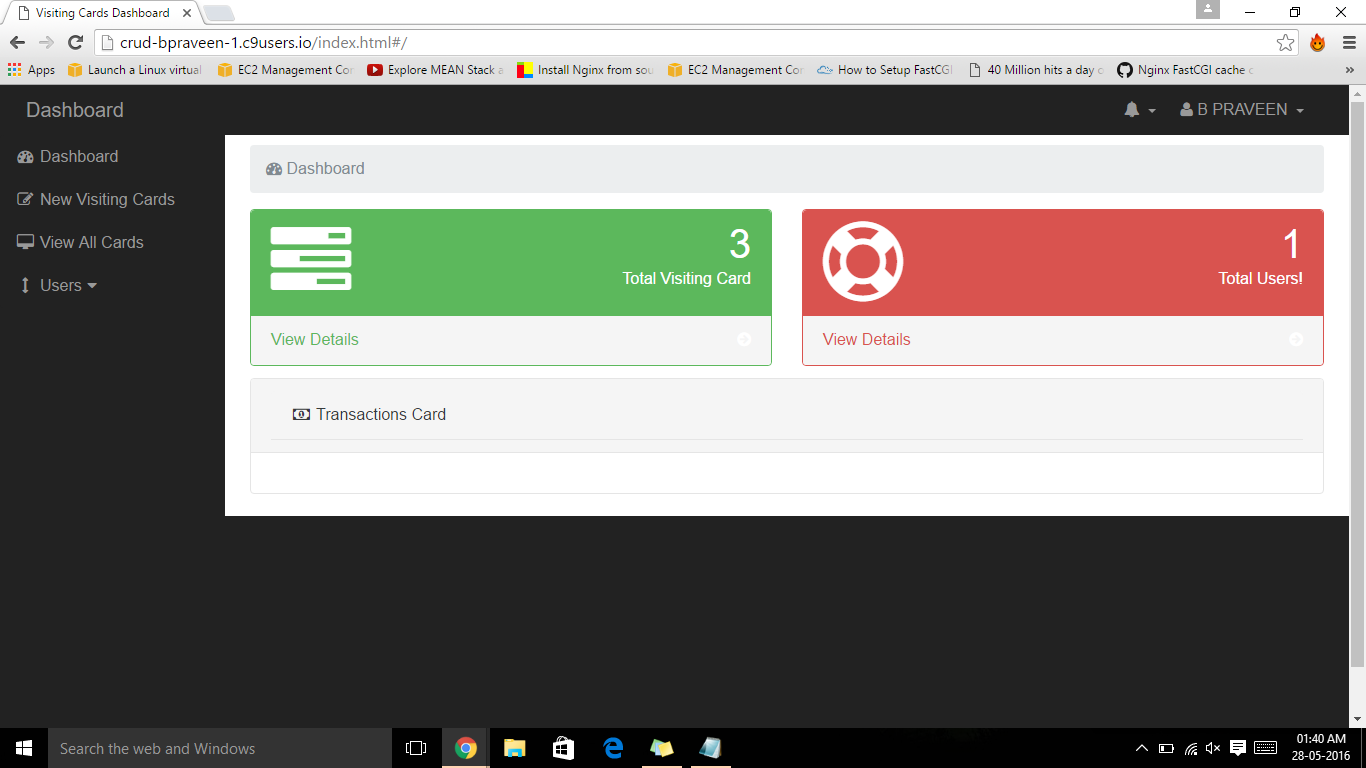 Visiting Cards Dashboard
crud-bpraveen-1.c9users.io/index.html#/
Apps Launch a Linux virtual EC2 Management Cor Explore MEAN Stack a Install Nginx from sou EC2 Management Cor How to Setup FastCGI 40 Million hits a day Nginx FastCGI cache »
Dashboard B PRAVEEN
Dashboard
New Visiting Cards
View All Cards
Users
Dashboard
3
Total Visiting Card
View Details
1
Total Users!
View Details
Transactions Card
Search the web and Windows
01:40 AM
28-05-2016